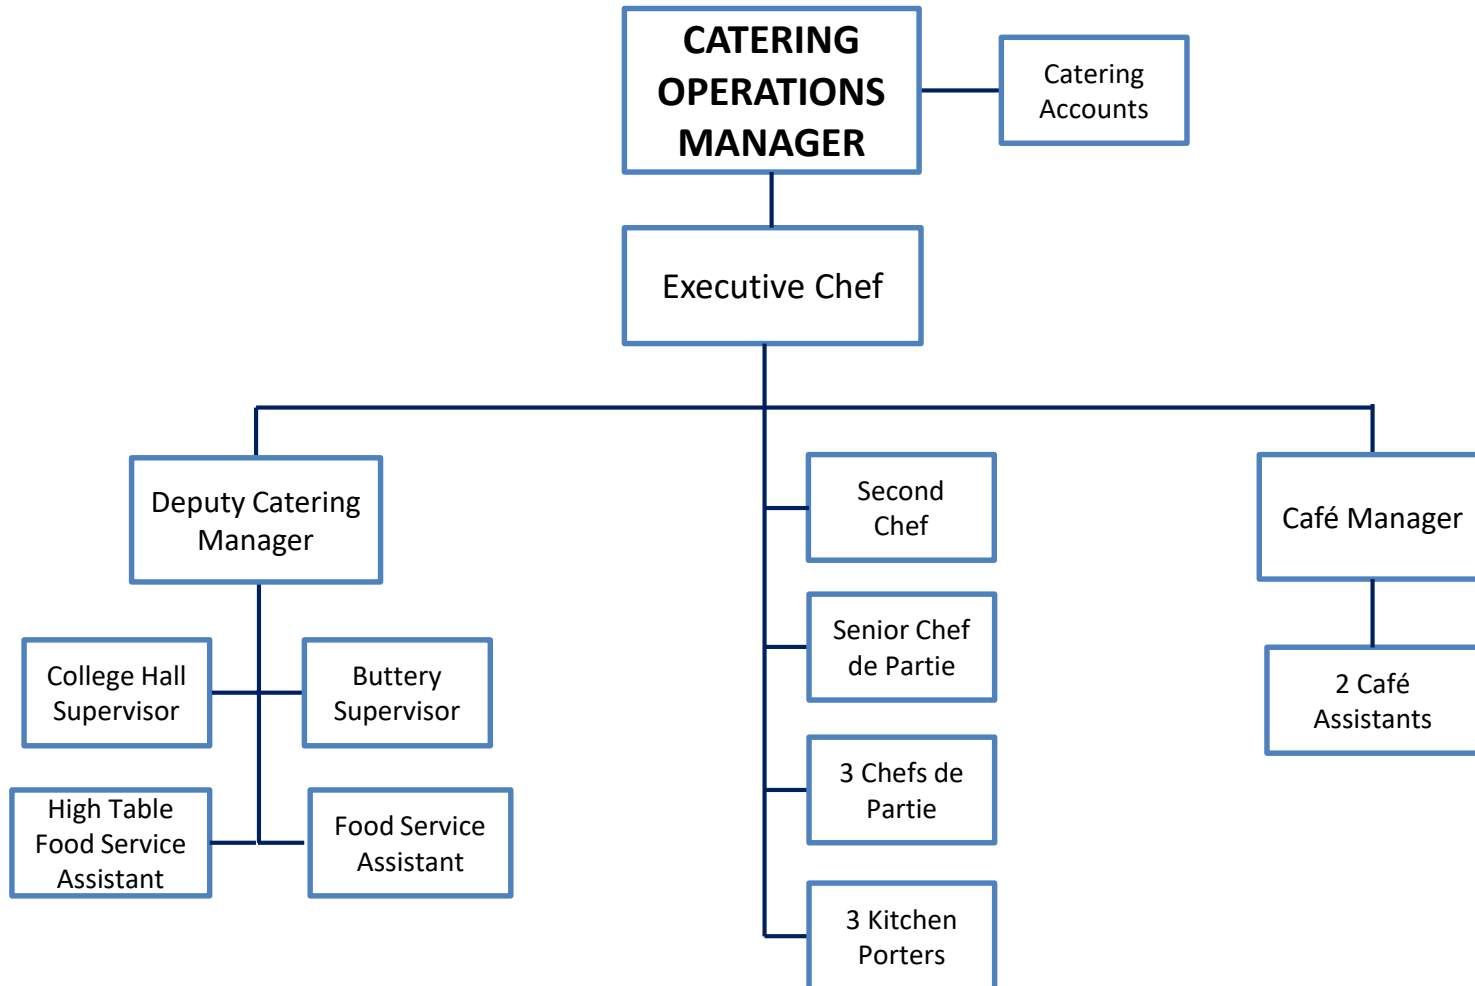 CATERING
OPERATIONS
MANAGER
Catering
Accounts
Executive Chef
Deputy Catering
Manager
Second
Chef
Café Manager
College Hall
Supervisor
Buttery
Supervisor
Senior Chef
de Partie
2 Café
Assistants
High Table
Food Service
Assistant
Food Service
Assistant
3 Chefs de
Partie
3 Kitchen
Porters